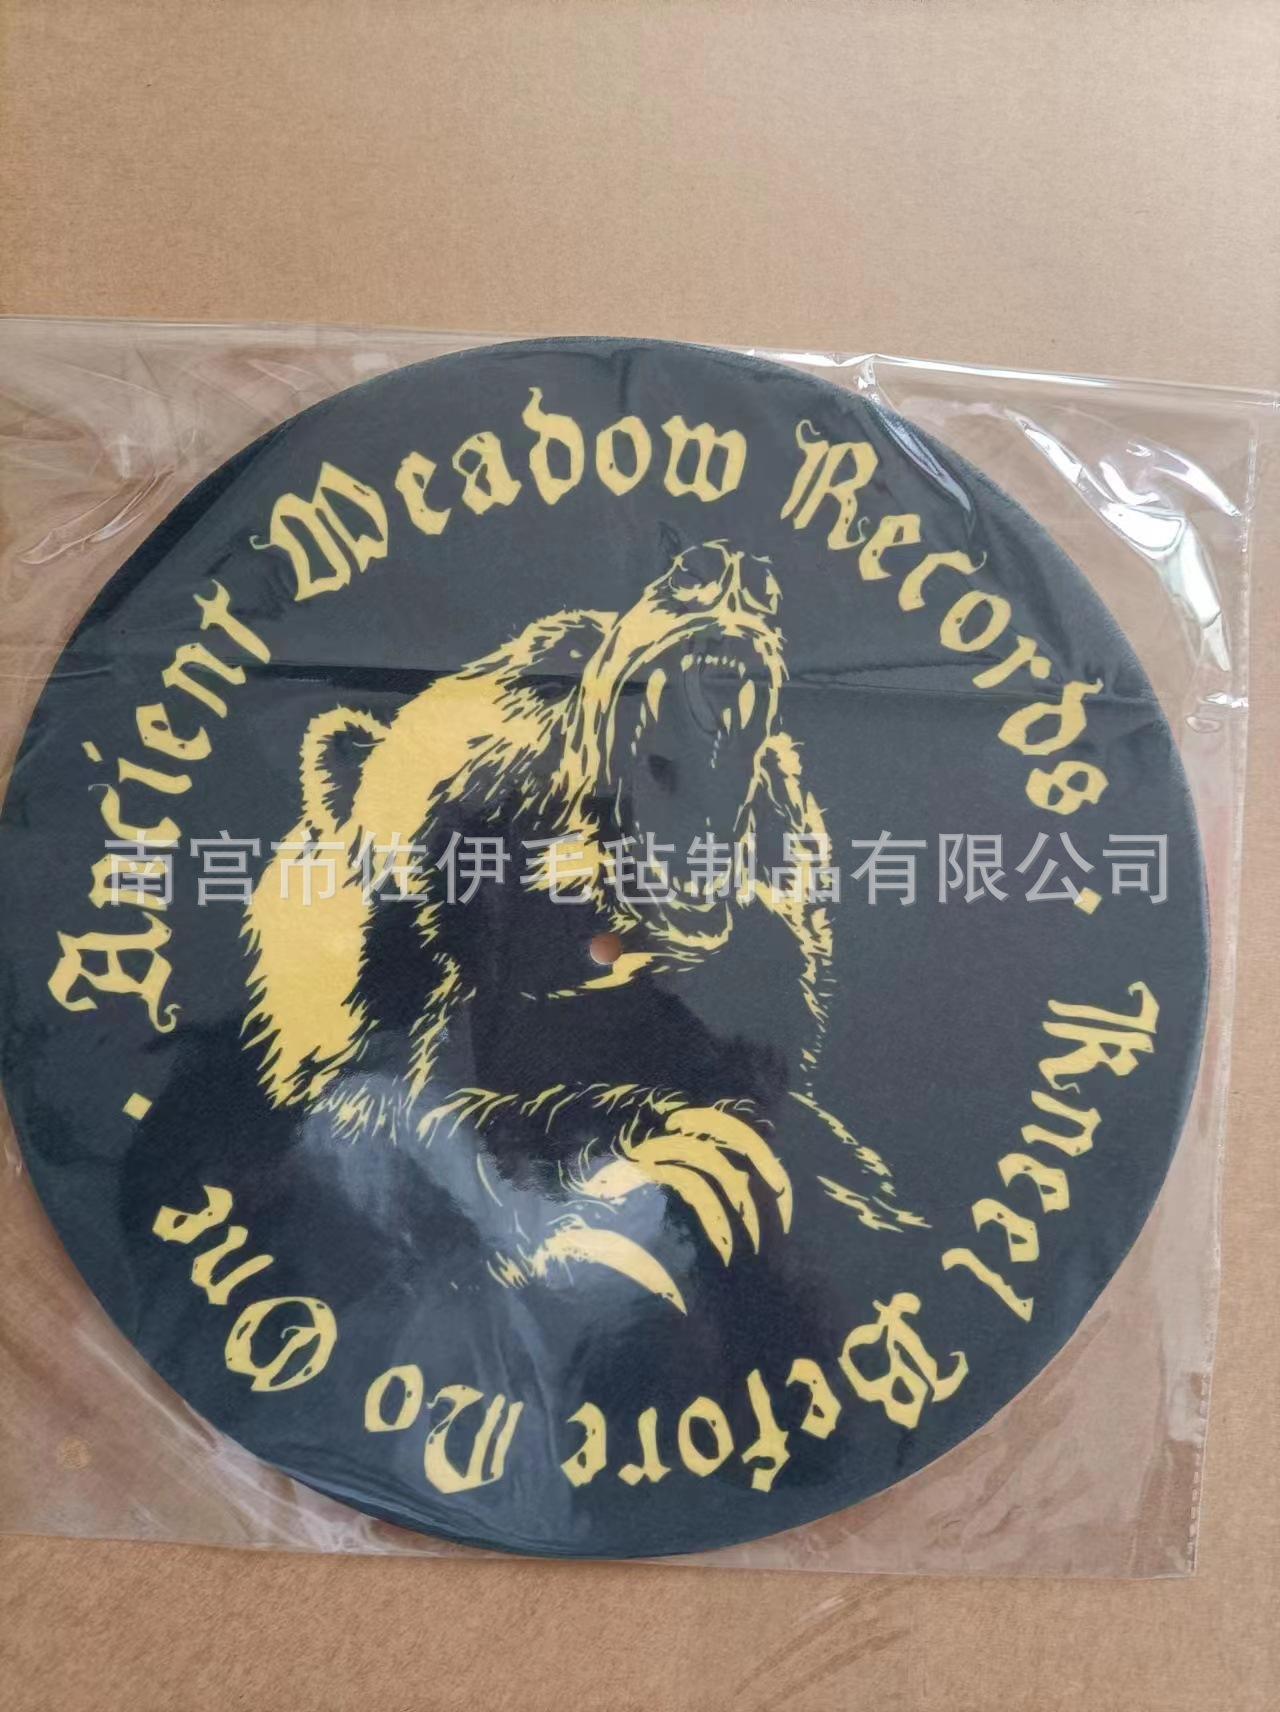 Ancient Meadow Records
Kneel Before No One
南宫市佐伊毛毡制品有限公司